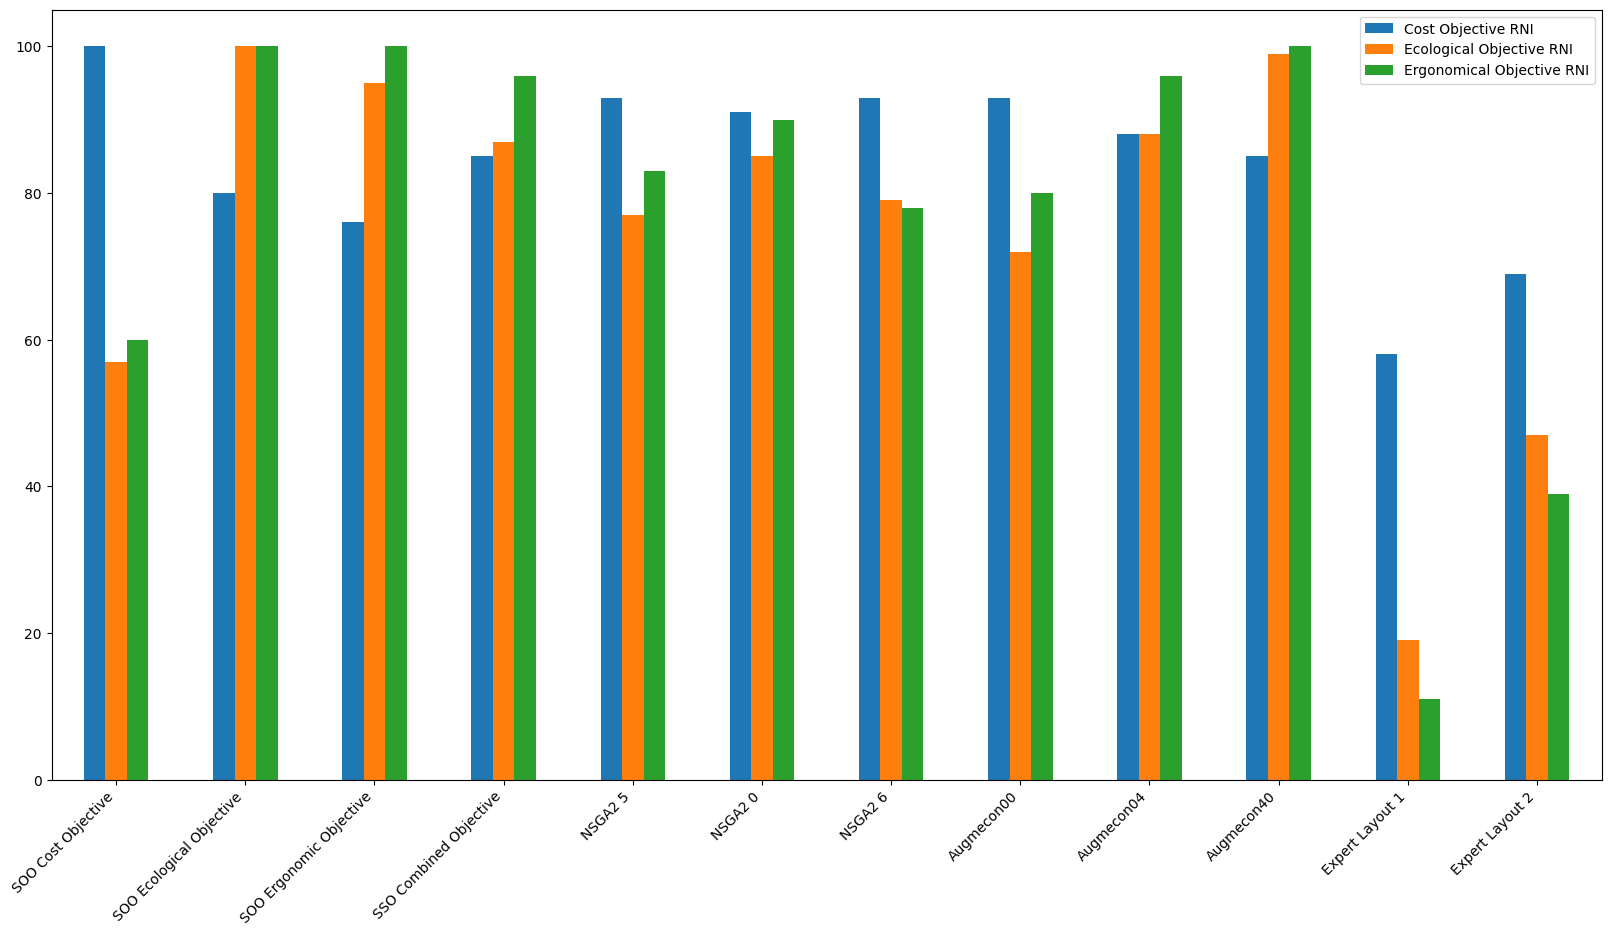 Cost Objective RNI
Ecological Objective RNI
Ergonomical Objective RNI
100
80
60
40
20
0
SOO Cost Objective
SOO Ecological Objective
SOO Ergonomic Objective
SSO Combined Objective
NSGA2 5
NSGA2 0
NSGA2 6
Augmecon00
Augmecon04
Augmecon40
Expert Layout 1
Expert Layout 2